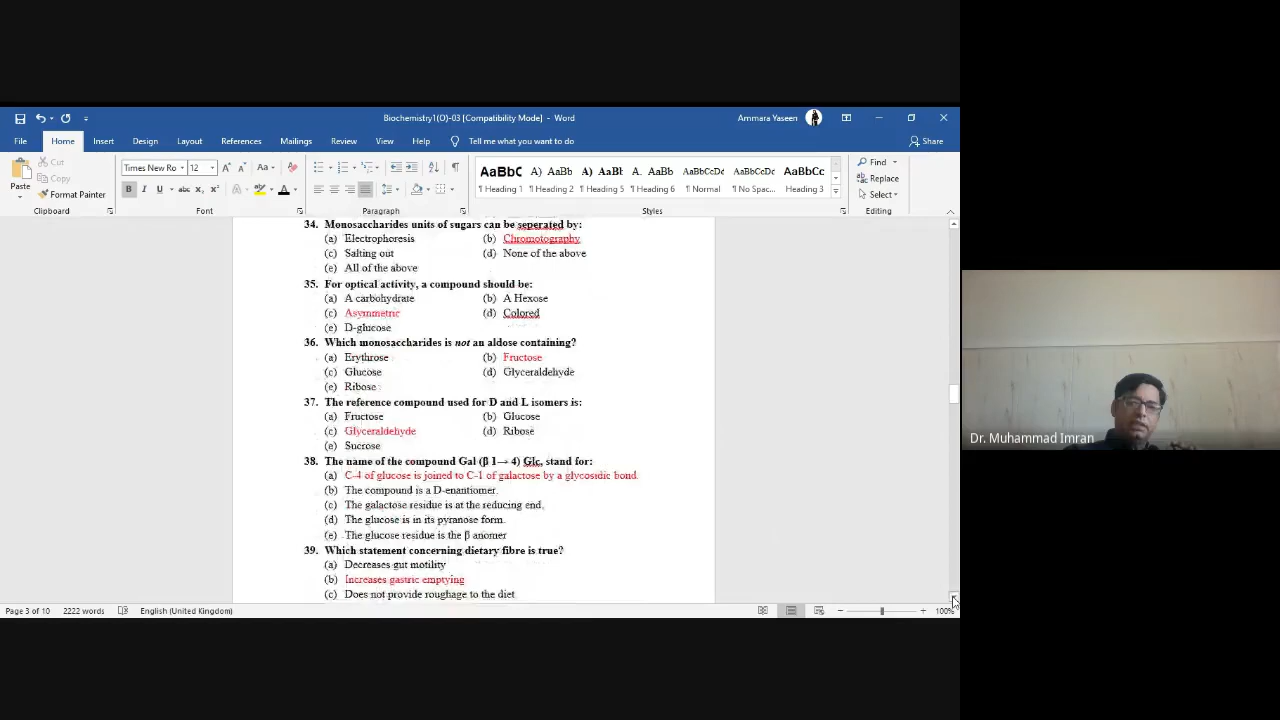 Biochemistry1(O)-03 [Compatibility Mode] - Word
Ammara Yaseen
File Home Insert Design Layout References Mailings Review View Help Tell me what you want to do Share
Paste
Cut
Copy
Format Painter
Clipboard
Times New Ro 12
Font
Paragraph
AaBbC A) AaBb A) AaBb A. AaBb AaBbCcDd AaBbCcDc AaBbCc
¶ Heading 1 ¶ Heading 2 ¶ Heading 5 ¶ Heading 6 ¶ Normal ¶ No Spac... ¶ Heading 3
Styles
Find
Replace
Select
Editing
34. Monosaccharides units of sugars can be seperated by:
(a) Electrophoresis (b) Chromotography
(c) Salting out (d) None of the above
(e) All of the above
35. For optical activity, a compound should be:
(a) A carbohydrate (b) A Hexose
(c) Asymmetric (d) Colored
(e) D-glucose
36. Which monosaccharides is not an aldose containing?
(a) Erythrose (b) Fructose
(c) Glucose (d) Glyceraldehyde
(e) Ribose
37. The reference compound used for D and L isomers is:
(a) Fructose (b) Glucose
(c) Glyceraldehyde (d) Ribose
(e) Sucrose
38. The name of the compound Gal (β 1→ 4) Glc, stand for:
(a) C-4 of glucose is joined to C-1 of galactose by a glycosidic bond.
(b) The compound is a D-enantiomer.
(c) The galactose residue is at the reducing end.
(d) The glucose is in its pyranose form.
(e) The glucose residue is the β anomer
39. Which statement concerning dietary fibre is true?
(a) Decreases gut motility
(b) Increases gastric emptying
(c) Does not provide roughage to the diet
Page 3 of 10 2222 words English (United Kingdom) 100%
Dr. Muhammad Imran